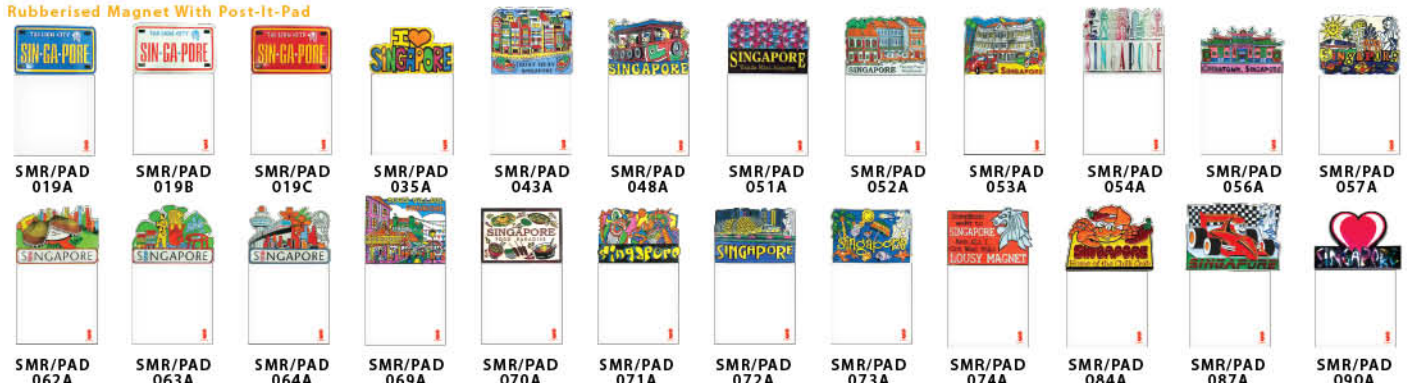 Rubberised Magnet With Post-It-Pad
SIN-GA-PORE
SIN-GA-PORE
SIN-GA-PORE
I
SINGAPORE
SINGAPORE
SINGAPORE
SINGAPORE
SINGAPORE
SINGAPORE
CHINATOWN, SINGAPORE
Singapore
SMR/PAD 019A
SMR/PAD 019B
SMR/PAD 019C
SMR/PAD 035A
SMR/PAD 043A
SMR/PAD 048A
SMR/PAD 051A
SMR/PAD 052A
SMR/PAD 053A
SMR/PAD 054A
SMR/PAD 056A
SMR/PAD 057A
SINGAPORE
SINGAPORE
SINGAPORE
SINGAPORE
FOOD PARADISE
Singapore
SINGAPORE
Singapore
SINGAPORE
LOUSY MAGNET
SINGAPORE
Home of the Chilli Crab
SINGAPORE
SINGAPORE
SMR/PAD 062A
SMR/PAD 063A
SMR/PAD 064A
SMR/PAD 069A
SMR/PAD 070A
SMR/PAD 071A
SMR/PAD 072A
SMR/PAD 073A
SMR/PAD 074A
SMR/PAD 084A
SMR/PAD 087A
SMR/PAD 090A